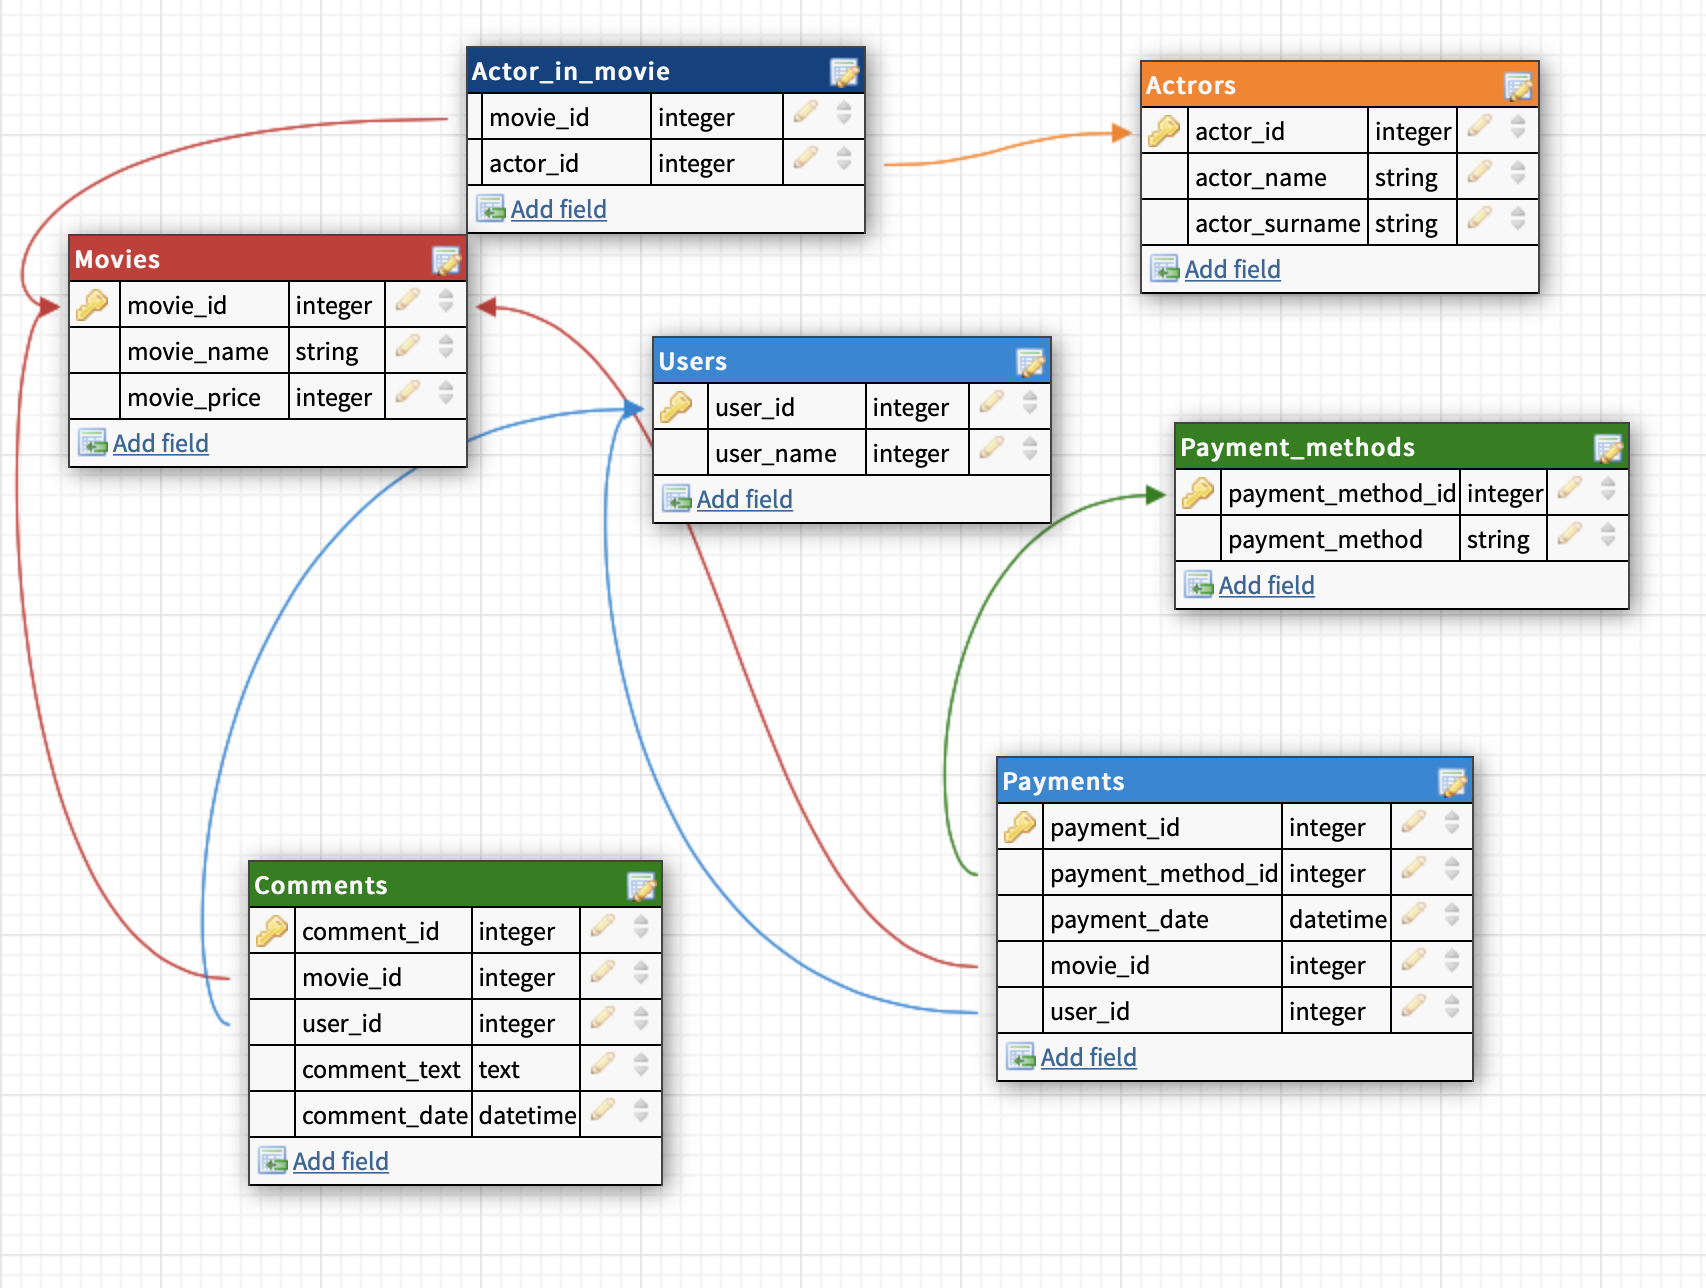 Actor_in_movie
movie_id integer
actor_id integer
Add field
Actrors
actor_id integer
actor_name string
actor_surname string
Add field
Movies
movie_id integer
movie_name string
movie_price integer
Add field
Users
user_id integer
user_name integer
Add field
Payment_methods
payment_method_id integer
payment_method string
Add field
Payments
payment_id integer
payment_method_id integer
payment_date datetime
movie_id integer
user_id integer
Add field
Comments
comment_id integer
movie_id integer
user_id integer
comment_text text
comment_date datetime
Add field